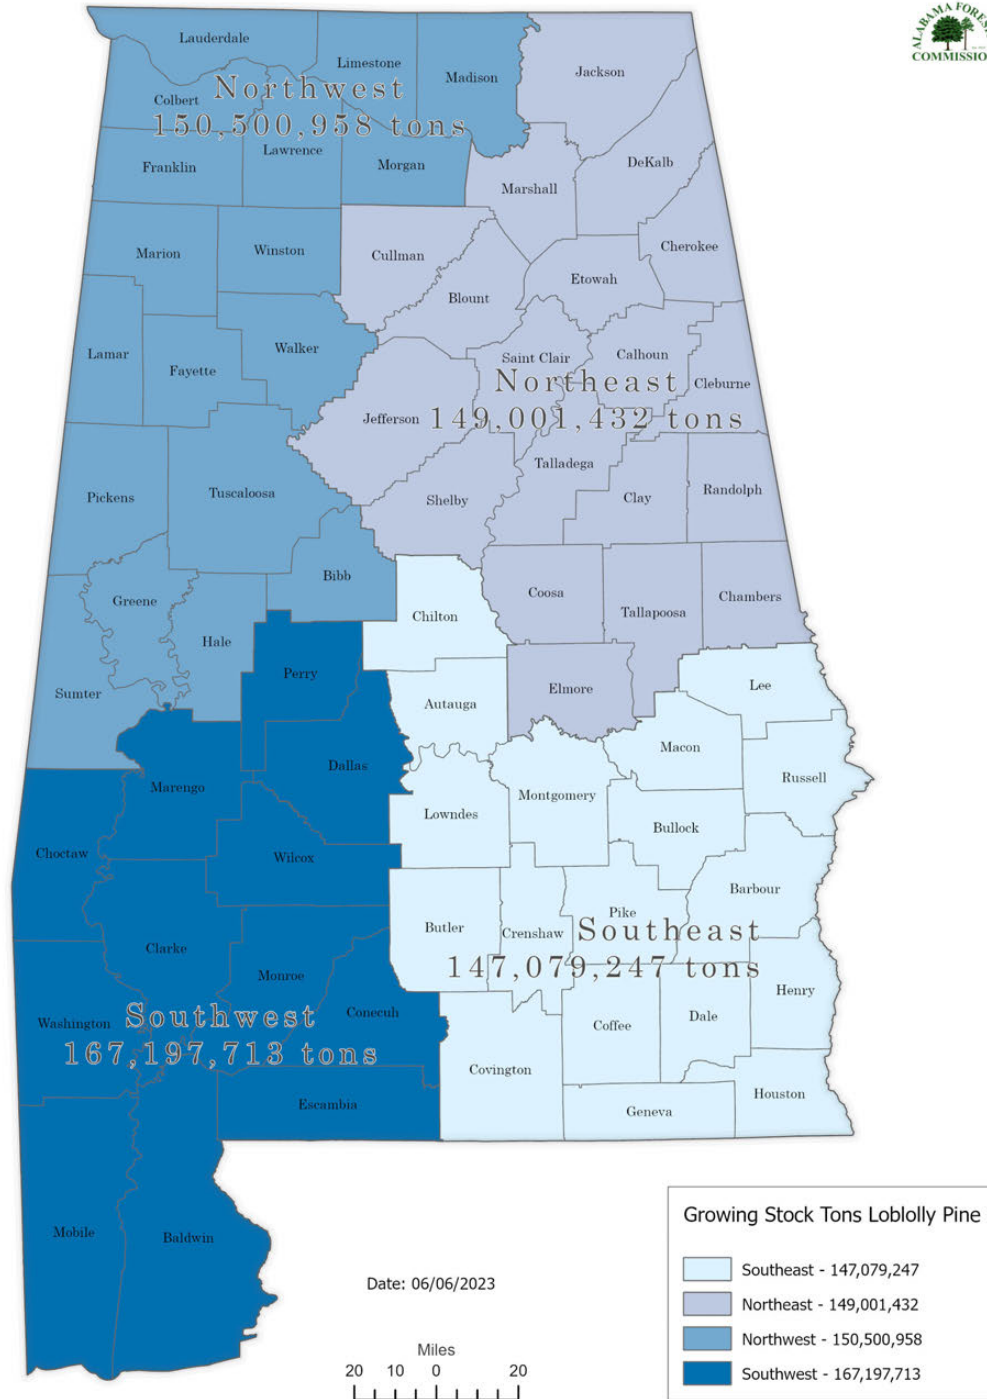 ALABAMA FORES
COMMISSIO
Lauderdale
Limestone
Madison
Jackson
Colbert
Northwest
150,500,958 tons
Lawrence
Franklin
Morgan
DeKalb
Marshall
Cherokee
Marion
Winston
Cullman
Etowah
Blount
Lamar
Fayette
Walker
Saint Clair
Calhoun
Cleburne
Northeast
149,001,432 tons
Jefferson
Talladega
Pickens
Tuscaloosa
Shelby
Clay
Randolph
Bibb
Greene
Hale
Chilton
Coosa
Tallapoosa
Chambers
Sumter
Perry
Autauga
Elmore
Lee
Macon
Russell
Marengo
Dallas
Lowndes
Montgomery
Bullock
Choctaw
Wilcox
Barbour
Butler
Crenshaw
Pike
Southeast
147,079,247 tons
Clarke
Monroe
Conecuh
Henry
Washington
Southwest
167,197,713 tons
Coffee
Dale
Covington
Houston
Escambia
Geneva
Mobile
Baldwin
Date: 06/06/2023
Miles
20 10 0 20
Growing Stock Tons Loblolly Pine
Southeast - 147,079,247
Northeast - 149,001,432
Northwest - 150,500,958
Southwest - 167,197,713